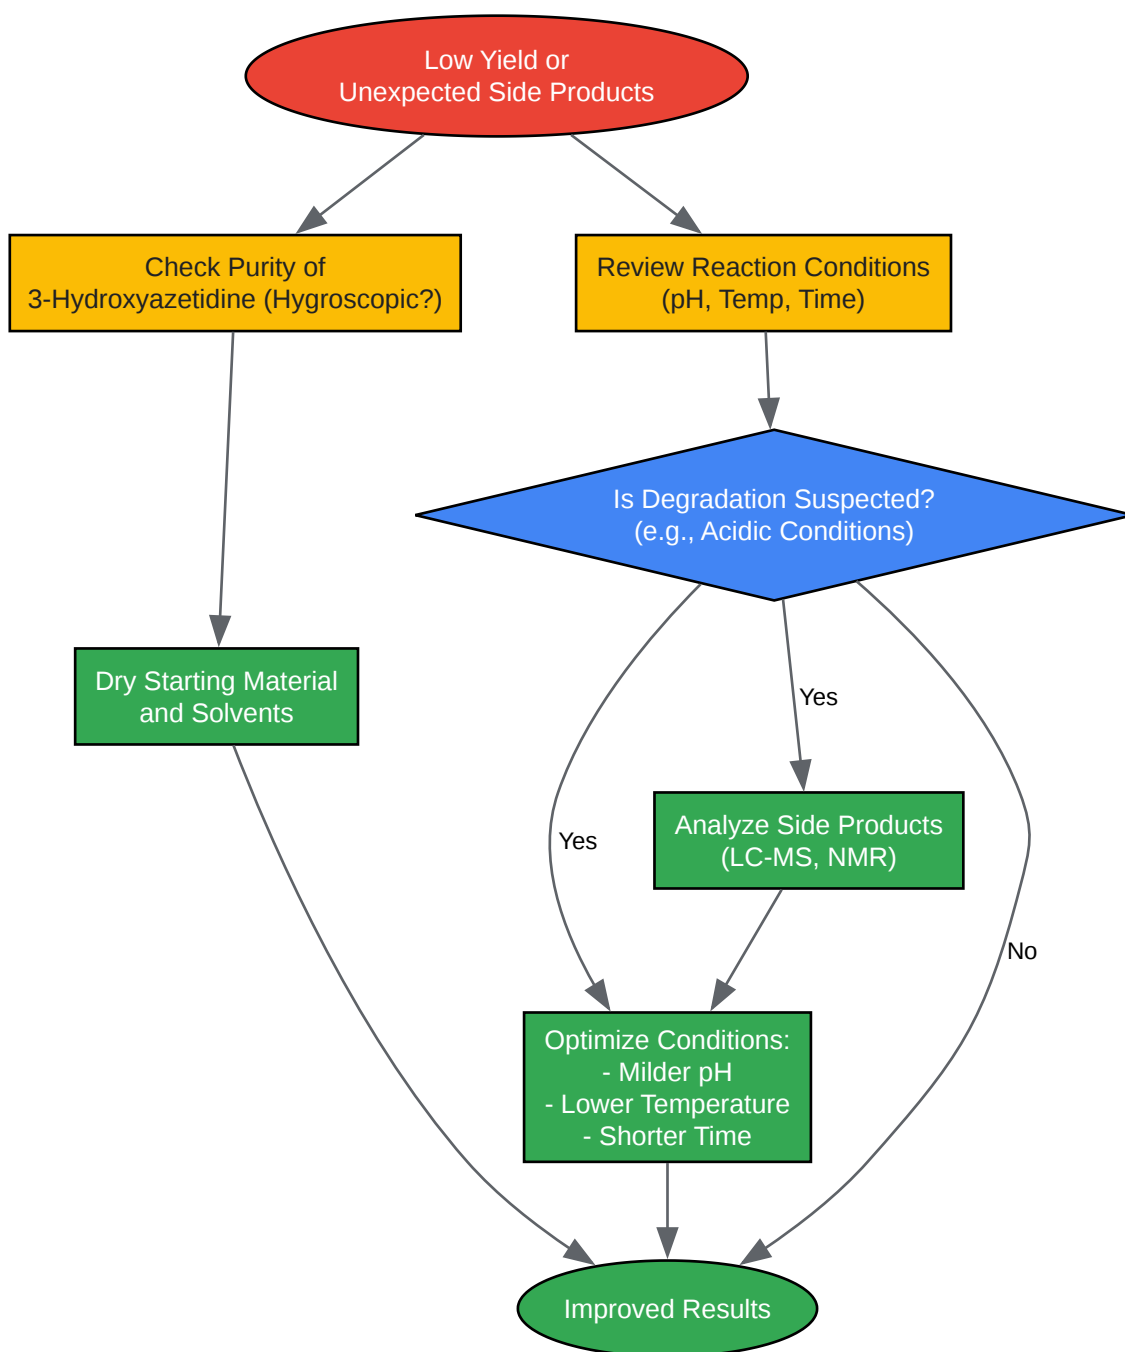 Low Yield or
Unexpected Side Products
Check Purity of
3-Hydroxyazetidine (Hygroscopic?)
Review Reaction Conditions
(pH, Temp, Time)
Is Degradation Suspected?
(e.g., Acidic Conditions)
Dry Starting Material
and Solvents
Yes
Analyze Side Products
(LC-MS, NMR)
Yes
No
Optimize Conditions:
- Milder pH
- Lower Temperature
- Shorter Time
Improved Results